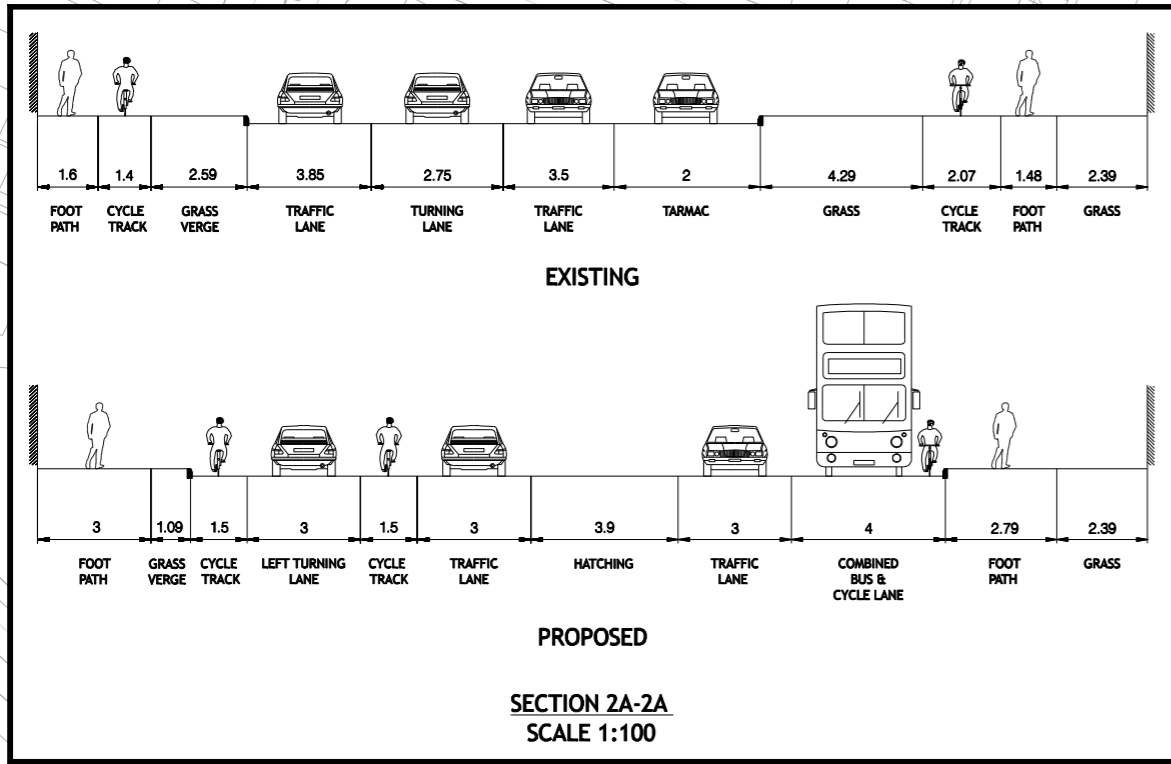 1.6 1.4 2.59 3.85 2.75 3.5 2 4.29 2.07 1.48 2.39
FOOT CYCLE GRASS TRAFFIC TURNING TRAFFIC TARMAC GRASS CYCLE FOOT GRASS
PATH TRACK VERGE LANE LANE LANE TRACK PATH
EXISTING
3 1.09 1.5 3 1.5 3 3.9 3 4 2.79 2.39
FOOT GRASS CYCLE LEFT TURNING CYCLE TRAFFIC HATCHING TRAFFIC COMBINED FOOT GRASS
PATH VERGE TRACK LANE TRACK LANE LANE BUS & PATH
CYCLE LANE
PROPOSED
SECTION 2A-2A
SCALE 1:100